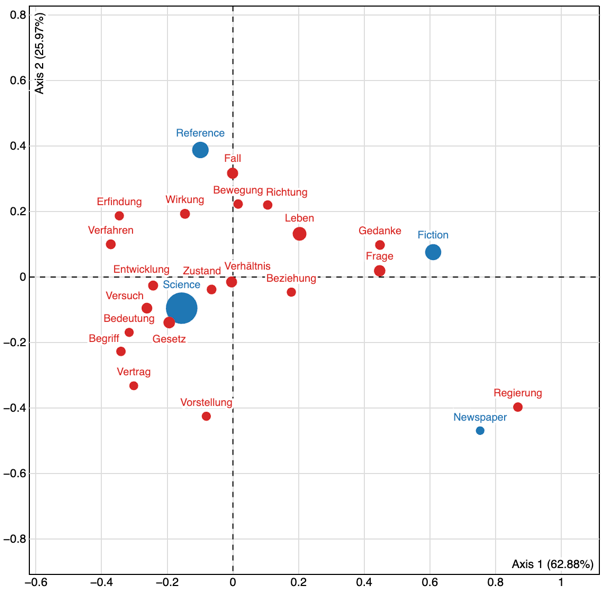 0.8
Axis 2 (25.97%)
0.6
0.4
Reference
Fall
Bewegung
Richtung
Erfindung
Wirkung
0.2
Leben
Verfahren
Gedanke
Fiction
Frage
0
Entwicklung
Zustand
Verhältnis
Beziehung
Science
Versuch
Bedeutung
Begriff
Gesetz
−0.2
Vertrag
Vorstellung
Regierung
−0.4
Newspaper
−0.6
−0.8
Axis 1 (62.88%)
−0.6 −0.4 −0.2 0 0.2 0.4 0.6 0.8 1